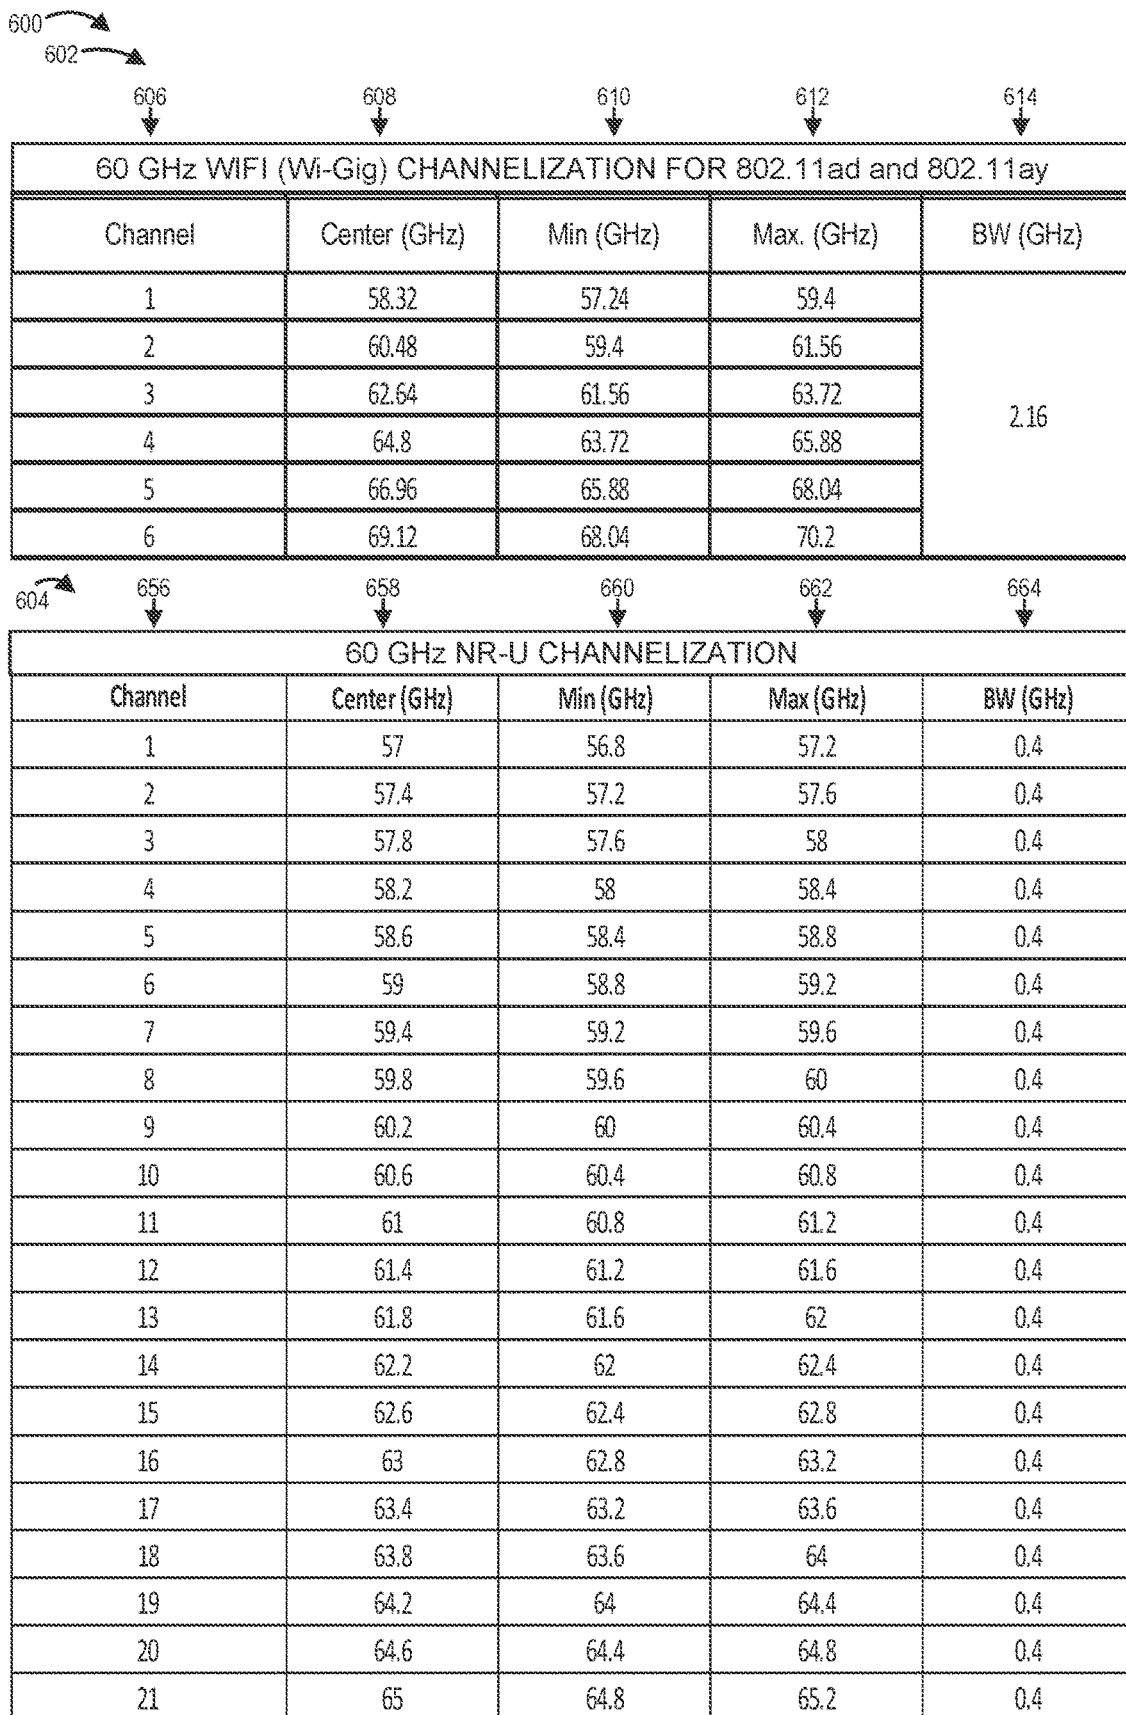 600
602
606 608 610 612 614
60 GHz WIFI (Wi-Gig) CHANNELIZATION FOR 802.11ad and 802.11ay
Channel Center (GHz) Min (GHz) Max. (GHz) BW (GHz)
1 58.32 57.24 59.4
2 60.48 59.4 61.56
3 62.64 61.56 63.72
2.16
4 64.8 63.72 65.88
5 66.96 65.88 68.04
6 69.12 68.04 70.2
604 656 658 660 662 664
60 GHz NR-U CHANNELIZATION
Channel Center (GHz) Min (GHz) Max (GHz) BW (GHz)
1 57 56.8 57.2 0.4
2 57.4 57.2 57.6 0.4
3 57.8 57.6 58 0.4
4 58.2 58 58.4 0.4
5 58.6 58.4 58.8 0.4
6 59 58.8 59.2 0.4
7 59.4 59.2 59.6 0.4
8 59.8 59.6 60 0.4
9 60.2 60 60.4 0.4
10 60.6 60.4 60.8 0.4
11 61 60.8 61.2 0.4
12 61.4 61.2 61.6 0.4
13 61.8 61.6 62 0.4
14 62.2 62 62.4 0.4
15 62.6 62.4 62.8 0.4
16 63 62.8 63.2 0.4
17 63.4 63.2 63.6 0.4
18 63.8 63.6 64 0.4
19 64.2 64 64.4 0.4
20 64.6 64.4 64.8 0.4
21 65 64.8 65.2 0.4